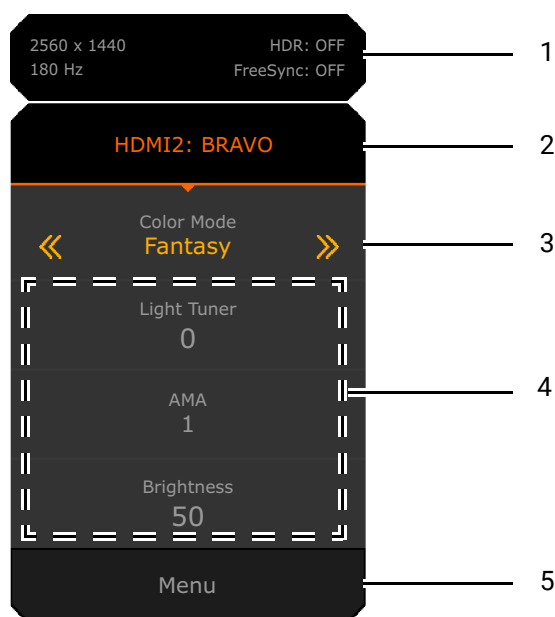 2560 x 1440 HDR: OFF
180 Hz FreeSync: OFF
1
HDMI2: BRAVO
2
Color Mode
Fantasy
3
Light Tuner
0
4
AMA
1
Brightness
50
Menu
5